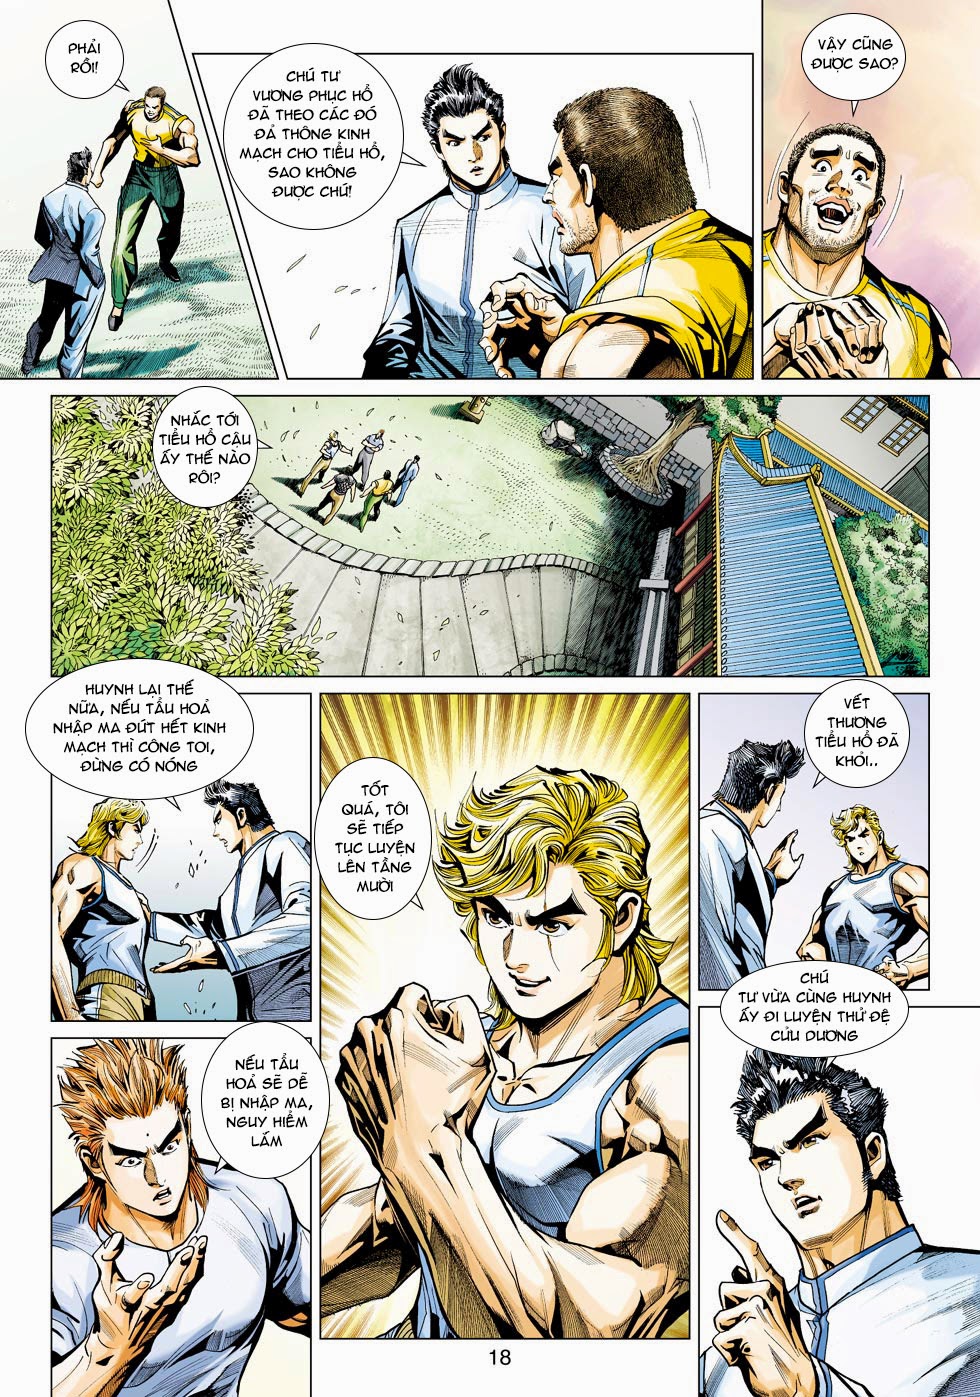 PHẢI
RỒI!
CHÚ TƯ
VƯƠNG PHỤC HỔ
ĐÃ THEO CÁC ĐÓ
ĐẢ THÔNG KINH
MẠCH CHO TIỂU HỔ,
SAO KHÔNG
ĐƯỢC CHỨ!
VẬY CŨNG
ĐƯỢC SAO?
NHẮC TỚI
TIỂU HỔ CẬU
ẤY THẾ NÀO
RÔI?
HUYNH LẠI THẾ
NỮA, NẾU TẨU HOẢ
NHẬP MA ĐỨT HẾT KINH
MẠCH THÌ CÔNG TOI,
ĐỪNG CÓ NÓNG
TỐT
QUÁ, TÔI
SẼ TIẾP
TỤC LUYỆN
LÊN TẦNG
MƯỜI
VẾT
THƯƠNG
TIỂU HỔ ĐÃ
KHỎI..
NẾU TẨU
HOẢ SẼ DỄ
BỊ NHẬP MA,
NGUY HIỂM
LẮM
CHÚ
TƯ VỪA CÙNG HUYNH
ẤY ĐI LUYỆN THỬ ĐỆ
CỬU DƯƠNG
18